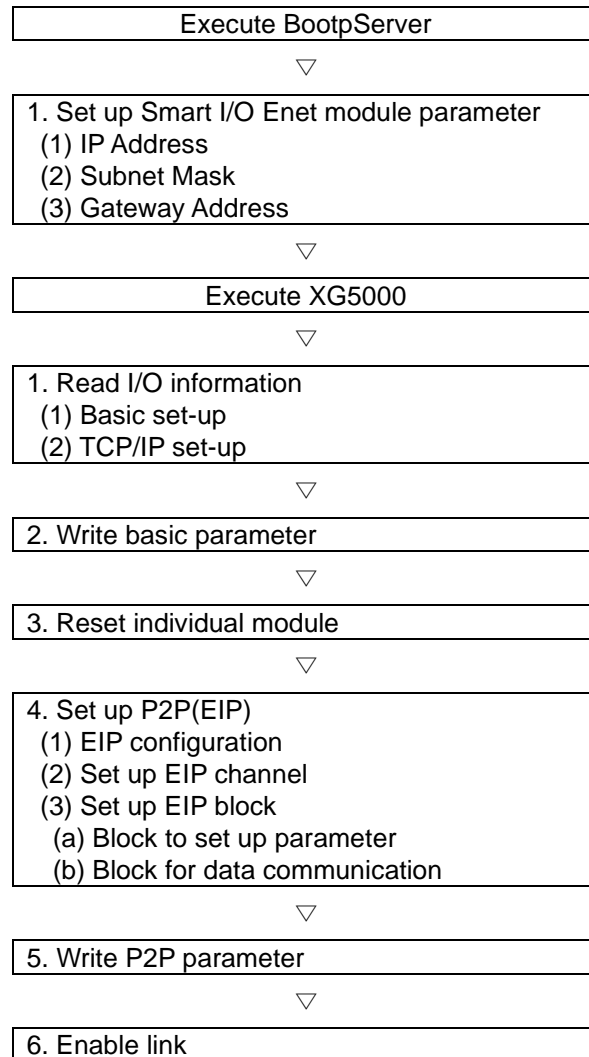 Execute BootpServer
▽
1. Set up Smart I/O Enet module parameter
(1) IP Address
(2) Subnet Mask
(3) Gateway Address
▽
Execute XG5000
▽
1. Read I/O information
(1) Basic set-up
(2) TCP/IP set-up
▽
2. Write basic parameter
▽
3. Reset individual module
▽
4. Set up P2P(EIP)
(1) EIP configuration
(2) Set up EIP channel
(3) Set up EIP block
(a) Block to set up parameter
(b) Block for data communication
▽
5. Write P2P parameter
▽
6. Enable link